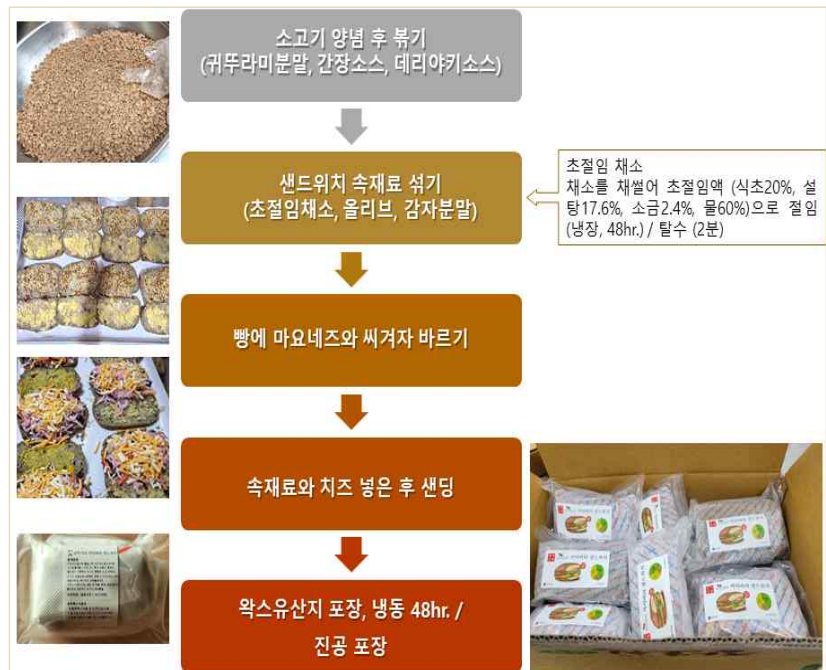 소고기 양념 후 볶기
(귀뚜라미분말, 간장소스, 데리야키소스)
샌드위치 속재료 섞기
(초절임채소, 올리브, 감자분말)
초절임 채소
채소를 채썰어 초절임액 (식초20%, 설
탕17.6%, 소금2.4%, 물60%)으로 절임
(냉장, 48hr.) / 탈수 (2분)
빵에 마요네즈와 씨겨자 바르기
속재료와 치즈 넣은 후 샌딩
왁스유산지 포장, 냉동 48hr. /
진공 포장